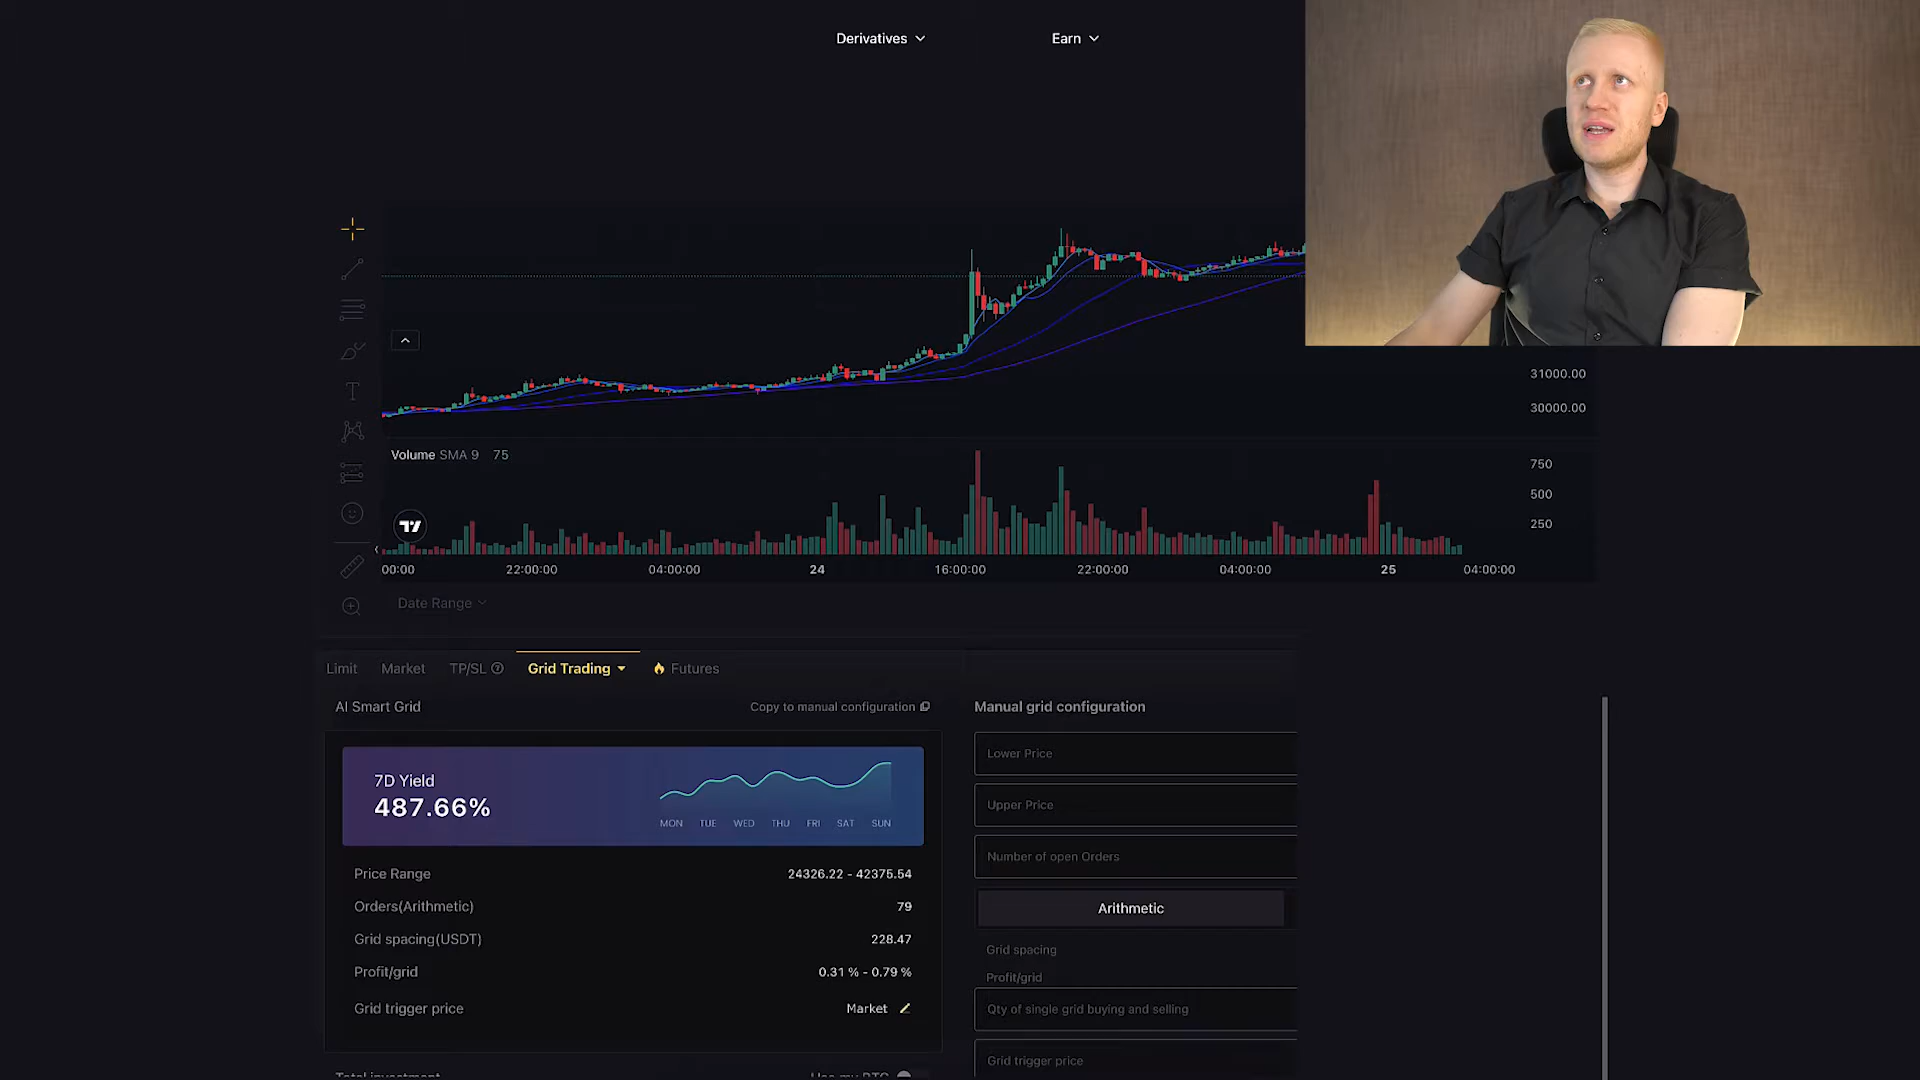 Derivatives
Earn
31000.00
30000.00
Volume SMA 9 75
750
500
250
00:00 22:00:00 04:00:00 24 16:00:00 22:00:00 04:00:00 25 04:00:00
Date Range
Limit Market TP/SL Grid Trading Futures
AI Smart Grid
Copy to manual configuration
7D Yield
487.66%
MON TUE WED THU FRI SAT SUN
Price Range 24326.22 - 42375.54
Orders(Arithmetic) 79
Grid spacing(USDT) 228.47
Profit/grid 0.31 % - 0.79 %
Grid trigger price Market
Total investment Use my BTC
Manual grid configuration
Lower Price
Upper Price
Number of open Orders
Arithmetic
Grid spacing
Profit/grid
Qty of single grid buying and selling
Grid trigger price